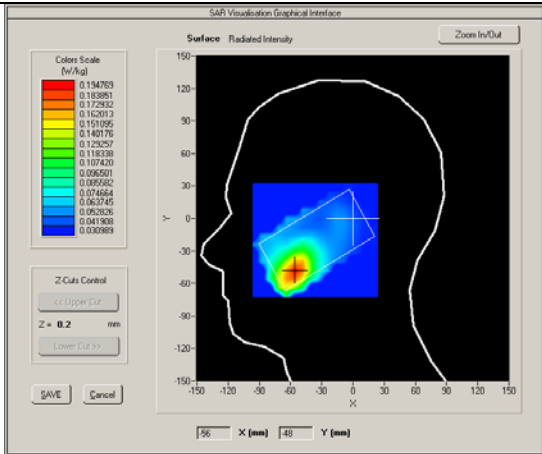 SAR Visualisation Graphical Interface
Surface Radiated Intensity
Zoom In/Out
Colors Scale
(W/kg)
0.194769
0.183851
0.172932
0.162013
0.151095
0.140176
0.129257
0.118338
0.107420
0.096501
0.085582
0.074664
0.063745
0.052826
0.041908
0.030989
Z-Cuts Control
<< Upper Cut
Z = 0.2 mm
Lower Cut >>
SAVE Cancel
150
120
90
60
30
0
-30
-60
-90
-120
-150
Y
-150 -120 -90 -60 -30 0 30 60 90 120 150
X
-56 X (mm) -48 Y (mm)